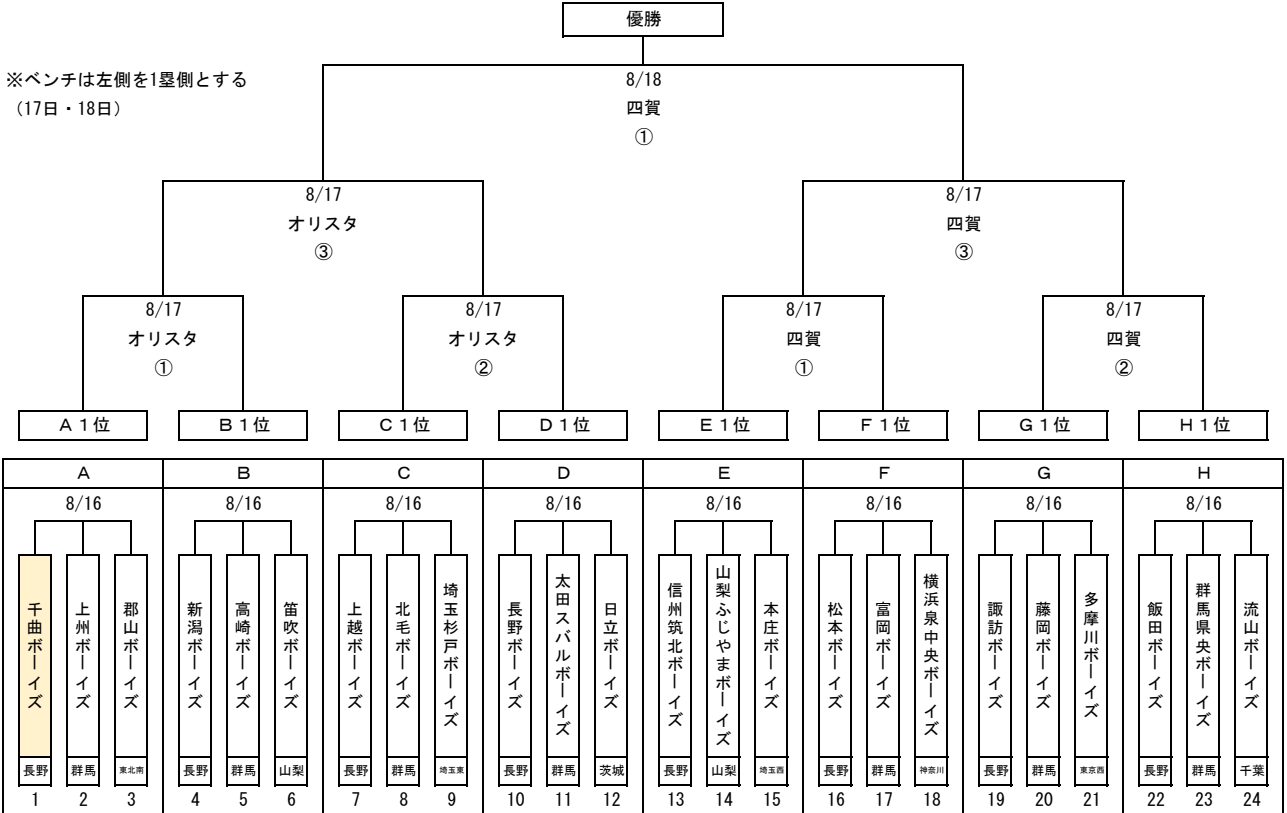 優勝
※ベンチは左側を1塁側とする
（17日・18日）
8/18
四賀
①
8/17
オリスタ
③
8/17
四賀
③
8/17
オリスタ
①
8/17
オリスタ
②
8/17
四賀
①
8/17
四賀
②
A1位
B1位
C1位
D1位
E1位
F1位
G1位
H1位
A
B
C
D
E
F
G
H
8/16
8/16
8/16
8/16
8/16
8/16
8/16
8/16
千曲ボーイズ
上州ボーイズ
郡山ボーイズ
新潟ボーイズ
高崎ボーイズ
笛吹ボーイズ
上越ボーイズ
北毛ボーイズ
埼玉杉戸ボーイズ
長野ボーイズ
太田スバルボーイズ
日立ボーイズ
信州筑北ボーイズ
山梨ふじやまボーイズ
本庄ボーイズ
松本ボーイズ
富岡ボーイズ
横浜泉中央ボーイズ
諏訪ボーイズ
藤岡ボーイズ
多摩川ボーイズ
飯田ボーイズ
群馬県央ボーイズ
流山ボーイズ
長野
群馬
東北南
長野
群馬
山梨
長野
群馬
埼玉東
長野
群馬
茨城
長野
山梨
埼玉西
長野
群馬
神奈川
長野
群馬
東京西
長野
群馬
千葉
1
2
3
4
5
6
7
8
9
10
11
12
13
14
15
16
17
18
19
20
21
22
23
24